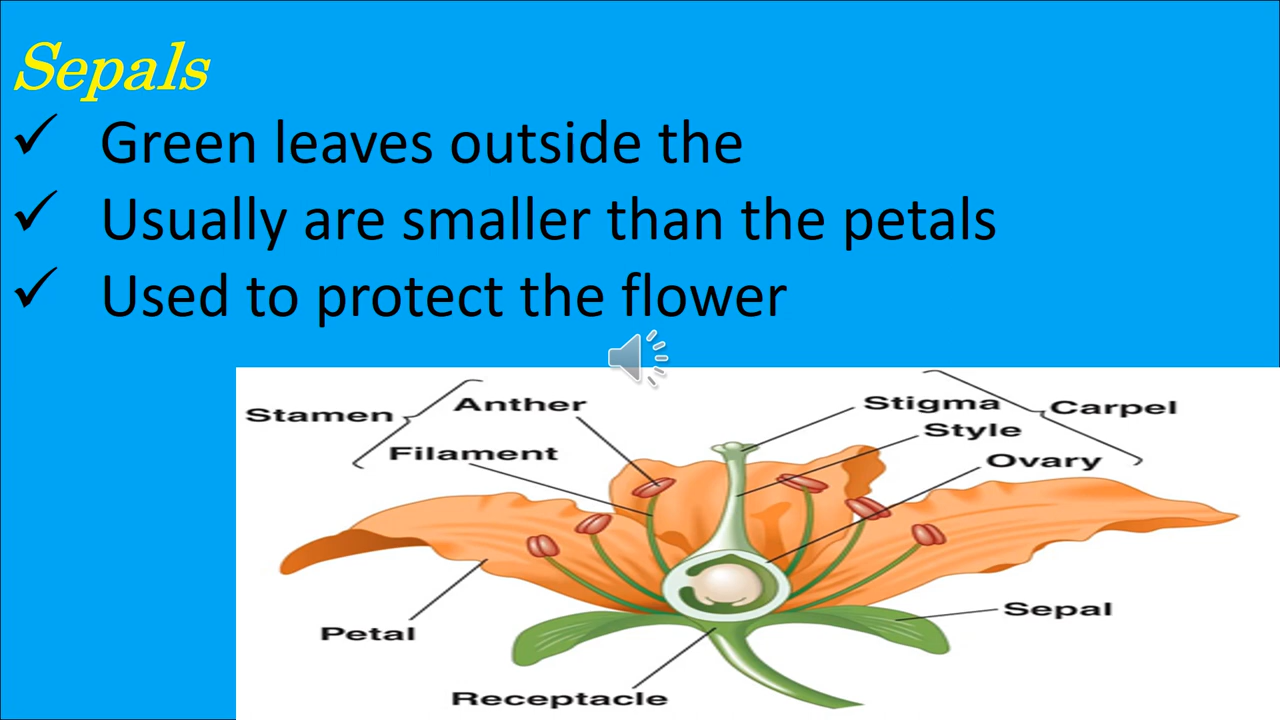 Sepals
✓ Green leaves outside the
✓ Usually are smaller than the petals
✓ Used to protect the flower
Stamen
Anther
Filament
Stigma
Style
Ovary
Carpel
Petal
Sepal
Receptacle